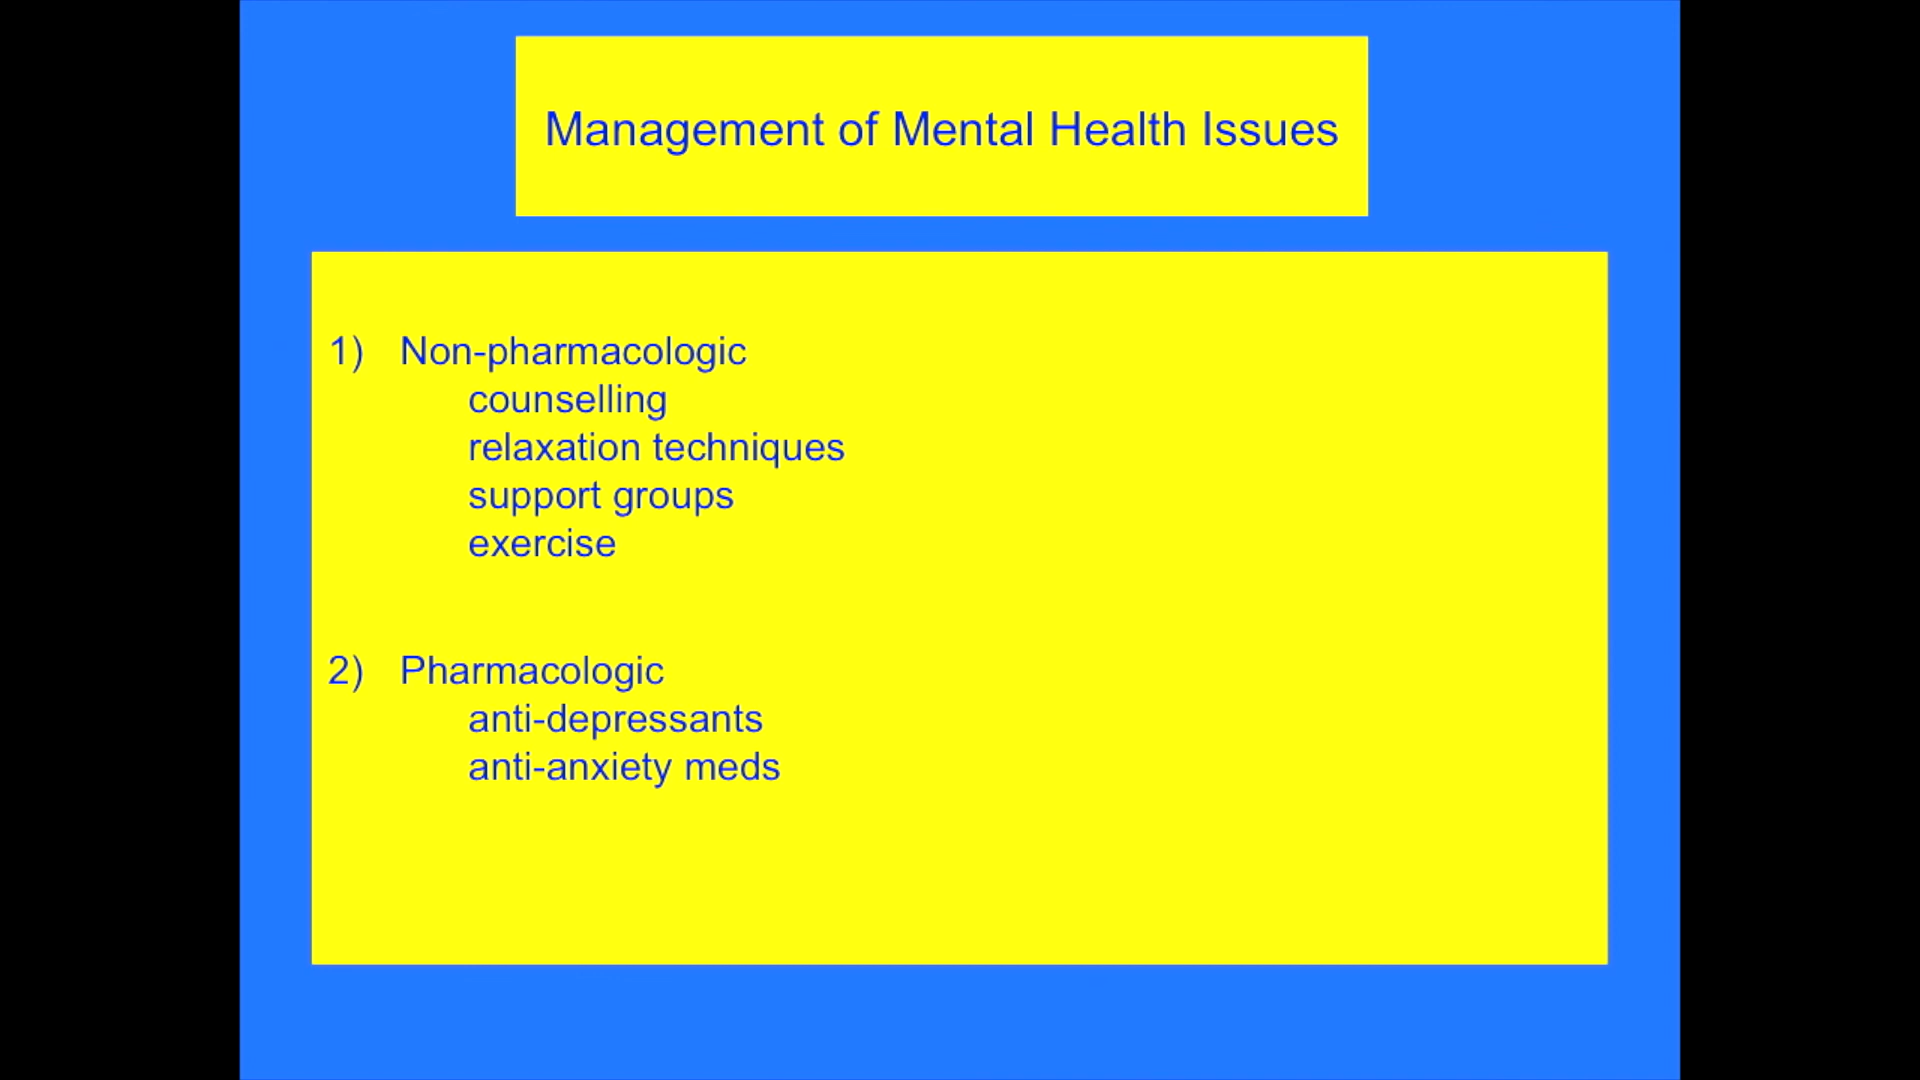 Management of Mental Health Issues
1) Non-pharmacologic
counselling
relaxation techniques
support groups
exercise
2) Pharmacologic
anti-depressants
anti-anxiety meds